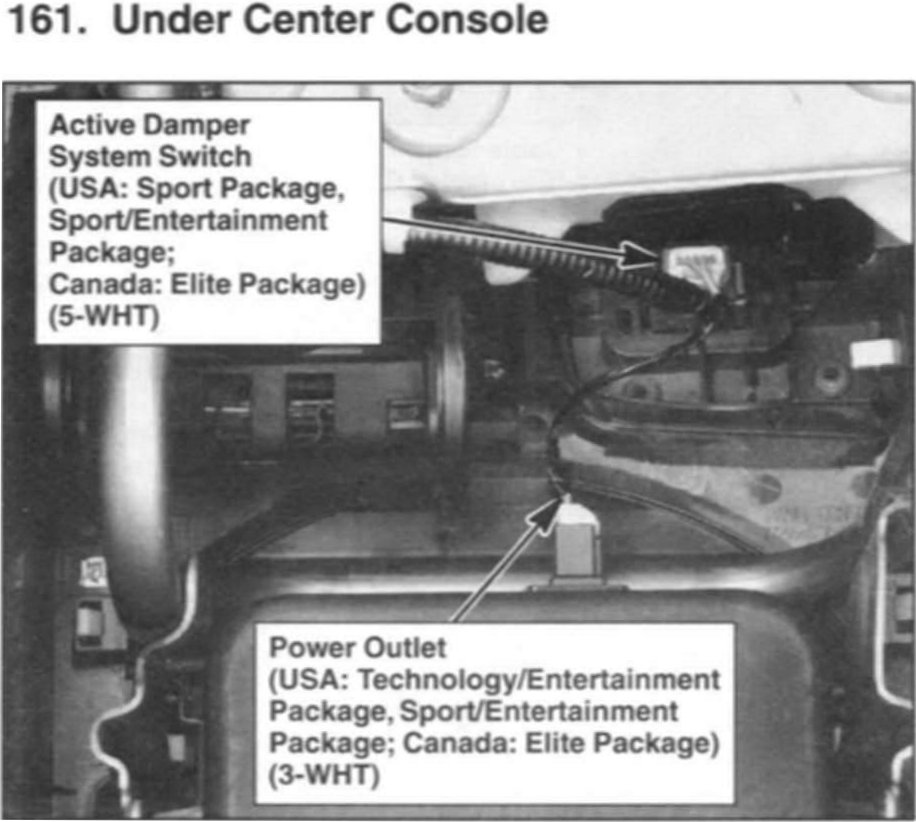 161. Under Center Console
Active Damper
System Switch
(USA: Sport Package,
Sport/Entertainment
Package;
Canada: Elite Package)
(5-WHT)
Power Outlet
(USA: Technology/Entertainment
Package, Sport/Entertainment
Package; Canada: Elite Package)
(3-WHT)